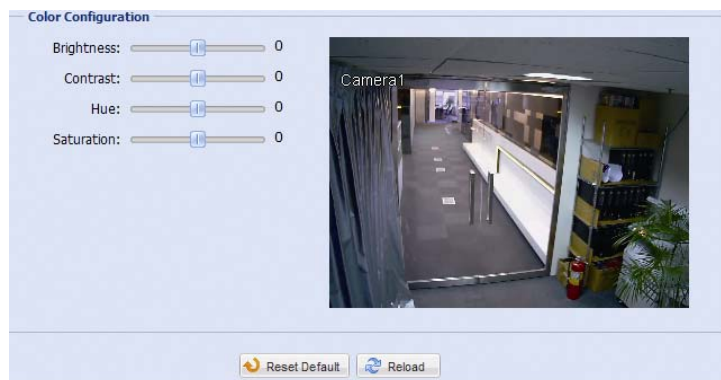 Color Configuration
Brightness: 0
Contrast: 0
Hue: 0
Saturation: 0
Camera1
Reset Default
Reload